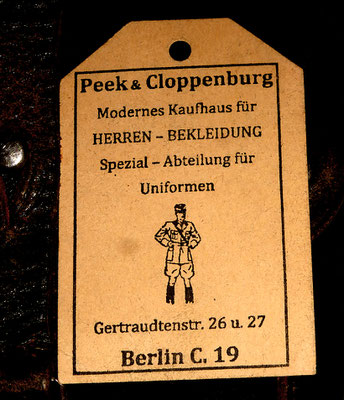 Peek & Cloppenburg
Modernes Kaufhaus für
HERREN – BEKLEIDUNG
Spezial – Abteilung für
Uniformen
Gertraudtenstr. 26 u. 27
Berlin C. 19